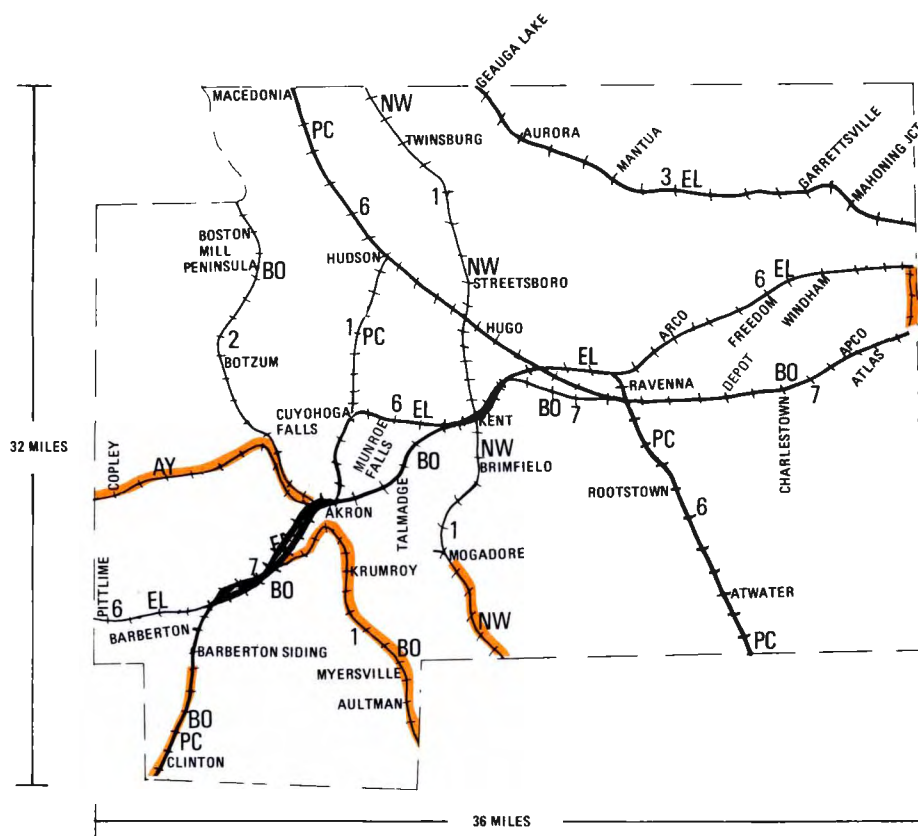 GEAUGA LAKE
MACEDONIA
NW
PC
TWINSBURG
AURORA
MANTUA
GARRETTSVILLE
MAHONING JCT
3 EL
1
6
BOSTON
MILL
PENINSULA
BO
HUDSON
NW
STREETSBORO
6 EL
FREEDOM
WINDHAM
ARCO
HUGO
1
PC
2
BOTZUM
EL
RAVENNA
DEPOT
BO
7
APCO
ATLAS
CHARLESTOWN
BO
7
CUYOHOGA
FALLS
6 EL
MUNROE
FALLS
KENT
BO
NW
BRIMFIELD
PC
ROOTSTOWN
6
32 MILES
COPLEY
AY
AKRON
TALMADGE
1
MOGADORE
7
BO
KRUMROY
PITTLIME
6 EL
BARBERTON
ATWATER
NW
1
BO
PC
BARBERTON SIDING
MYERSVILLE
AULTMAN
BO
PC
CLINTON
36 MILES